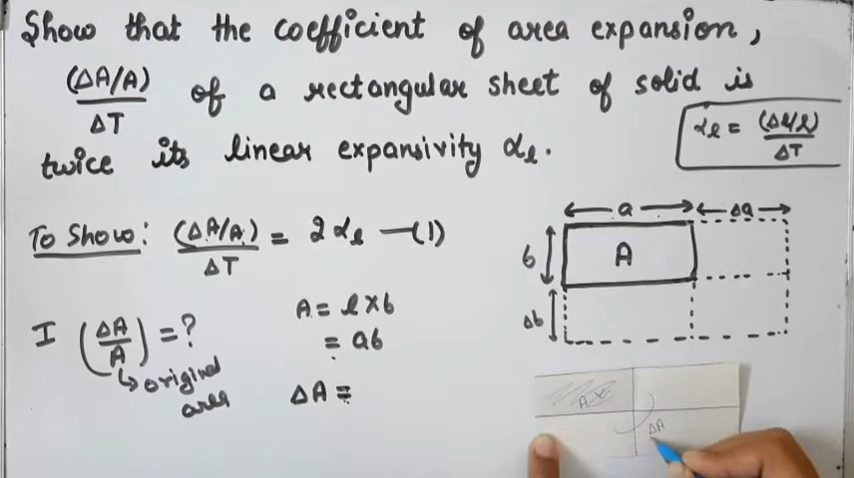 Show that the coefficient of area expansion,
(ΔA/A)
ΔT
of a rectangular sheet of solid is
twice its linear expansivity αl.
αl = (Δl/l)
ΔT
To Show: (ΔA/A) = 2αl —(1)
ΔT
I (ΔA/A) = ?
↳ original
area
A = l×b
= ab
ΔA =
a
Δa
b
A
Δb
A
ΔA